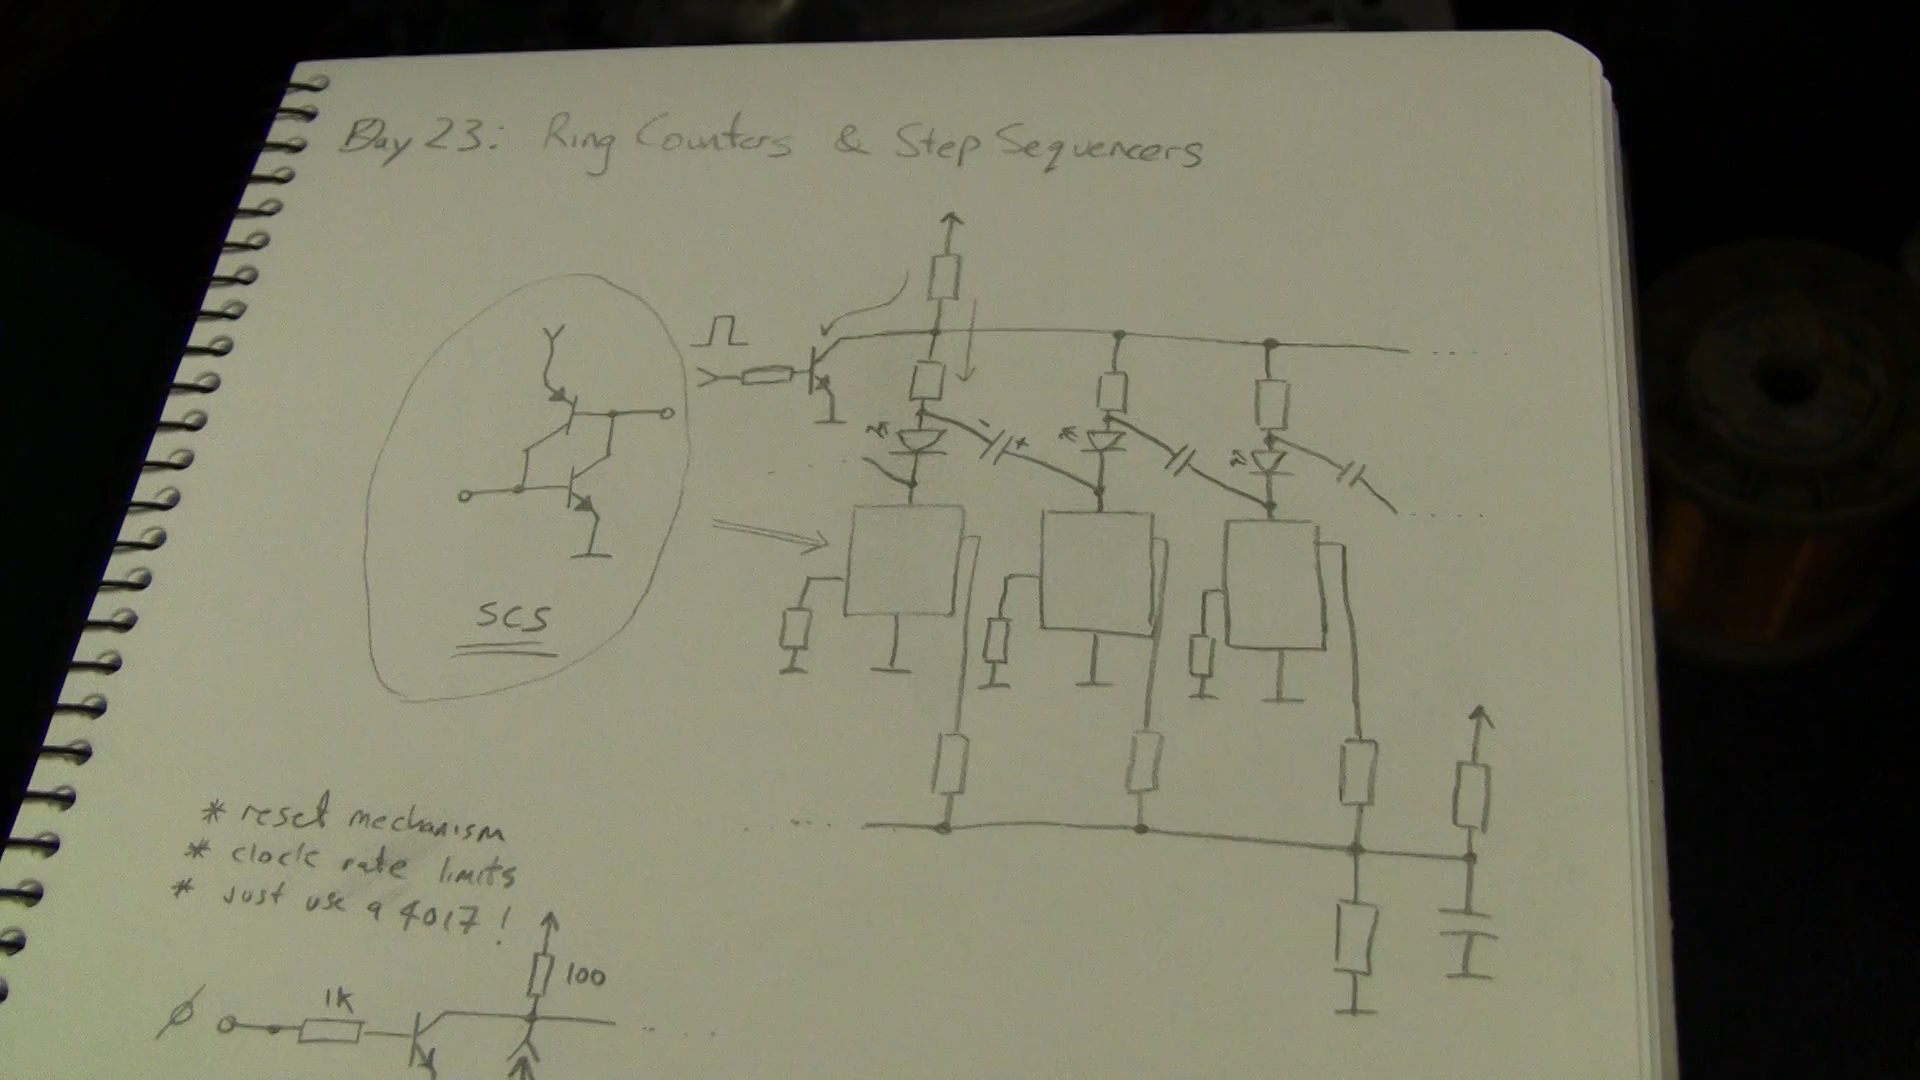 Day 23: Ring Counters & Step Sequencers
- +
SCS
* reset mechanism
* clock rate limits
* just use a 4017!
100
1K
ϕ